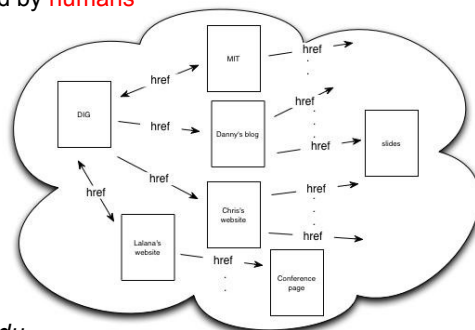 d by humans
MIT
href
href
DIG
href
Danny's blog
href
slides
href
href
Chris's
website
href
href
href
Lalana's
website
href
Conference
page
du